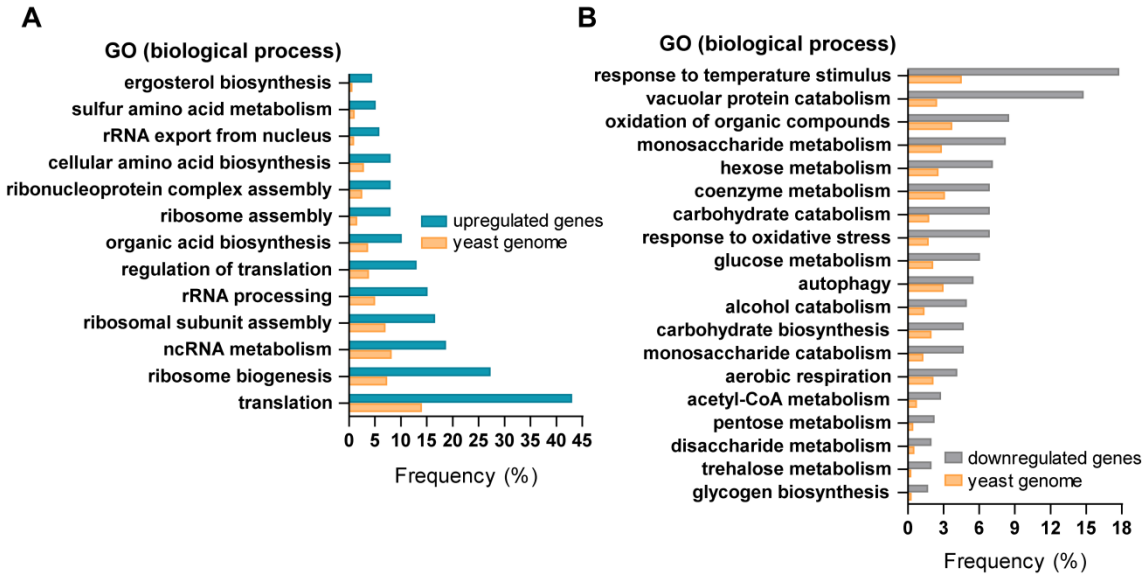 A
GO (biological process)
ergosterol biosynthesis
sulfur amino acid metabolism
rRNA export from nucleus
cellular amino acid biosynthesis
ribonucleoprotein complex assembly
ribosome assembly
organic acid biosynthesis
regulation of translation
rRNA processing
ribosomal subunit assembly
ncRNA metabolism
ribosome biogenesis
translation
upregulated genes
yeast genome
0 5 10 15 20 25 30 35 40 45
Frequency (%)
B
GO (biological process)
response to temperature stimulus
vacuolar protein catabolism
oxidation of organic compounds
monosaccharide metabolism
hexose metabolism
coenzyme metabolism
carbohydrate catabolism
response to oxidative stress
glucose metabolism
autophagy
alcohol catabolism
carbohydrate biosynthesis
monosaccharide catabolism
aerobic respiration
acetyl-CoA metabolism
pentose metabolism
disaccharide metabolism
trehalose metabolism
glycogen biosynthesis
downregulated genes
yeast genome
0 3 6 9 12 15 18
Frequency (%)